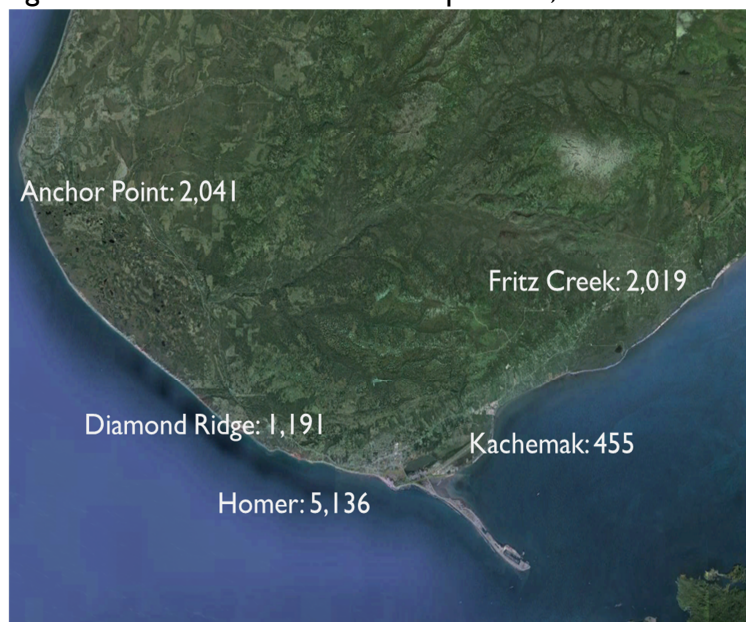 Anchor Point: 2,041
Fritz Creek: 2,019
Diamond Ridge: 1,191
Kachemak: 455
Homer: 5,136